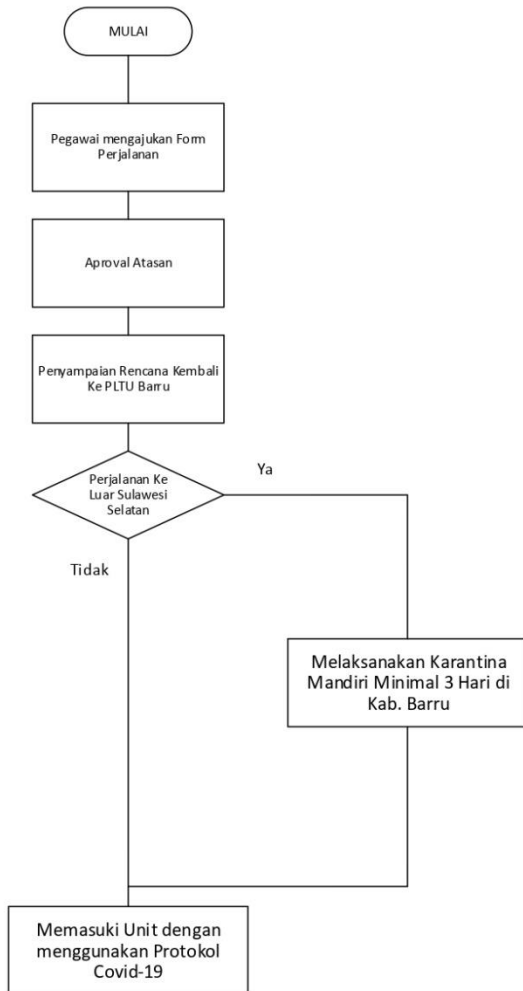 MULAI
Pegawai mengajukan Form
Perjalanan
Aproval Atasan
Penyampaian Rencana Kembali
Ke PLTU Barru
Perjalanan Ke
Luar Sulawesi
Selatan
Ya
Tidak
Melaksanakan Karantina
Mandiri Minimal 3 Hari di
Kab. Barru
Memasuki Unit dengan
menggunakan Protokol
Covid-19